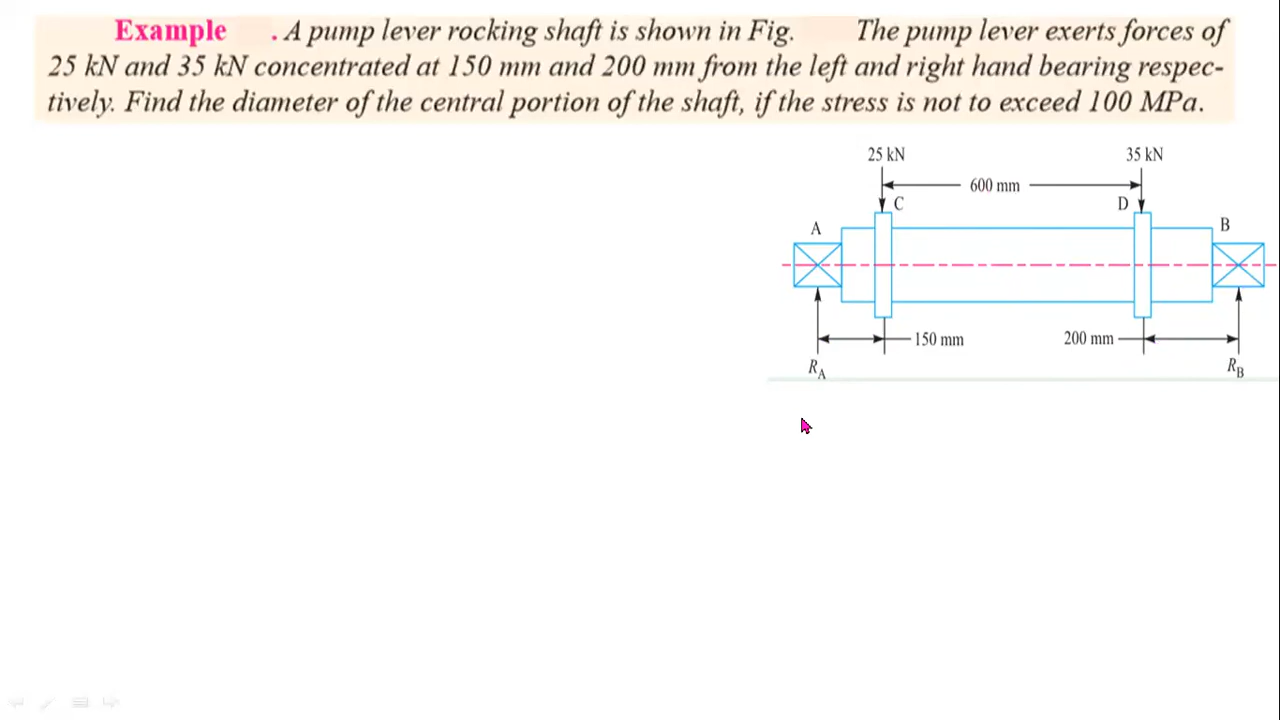 Example . A pump lever rocking shaft is shown in Fig. The pump lever exerts forces of
25 kN and 35 kN concentrated at 150 mm and 200 mm from the left and right hand bearing respec-
tively. Find the diameter of the central portion of the shaft, if the stress is not to exceed 100 MPa.
25 kN 35 kN
600 mm
C D
A B
150 mm 200 mm
RA RB